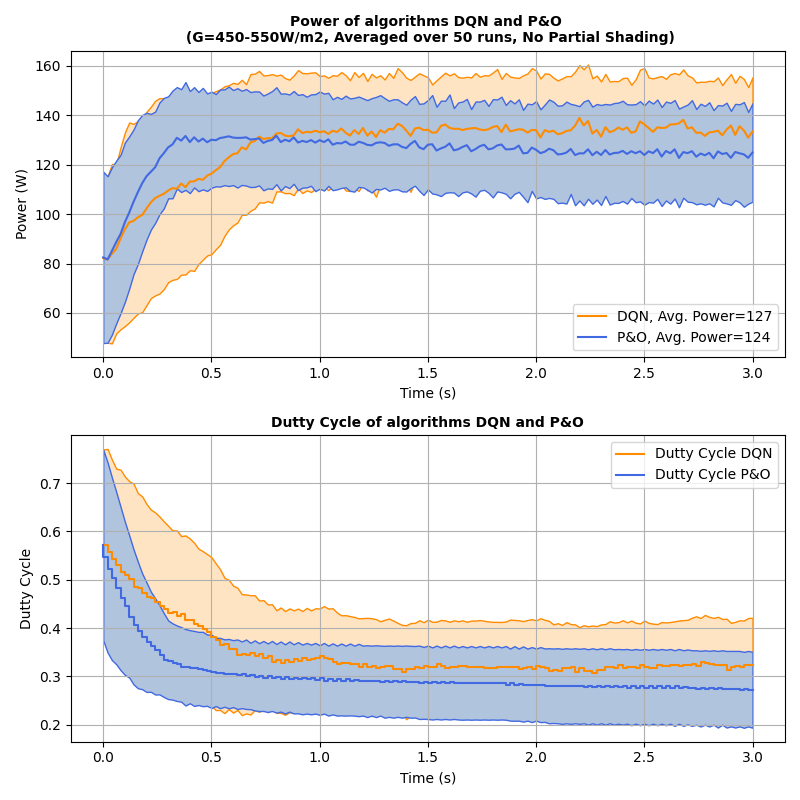 Power of algorithms DQN and P&O
(G=450-550W/m2, Averaged over 50 runs, No Partial Shading)
160
140
120
100
80
60
Power (W)
DQN, Avg. Power=127
P&O, Avg. Power=124
0.0 0.5 1.0 1.5 2.0 2.5 3.0
Time (s)
Dutty Cycle of algorithms DQN and P&O
0.7
0.6
0.5
0.4
0.3
0.2
Dutty Cycle
Dutty Cycle DQN
Dutty Cycle P&O
0.0 0.5 1.0 1.5 2.0 2.5 3.0
Time (s)